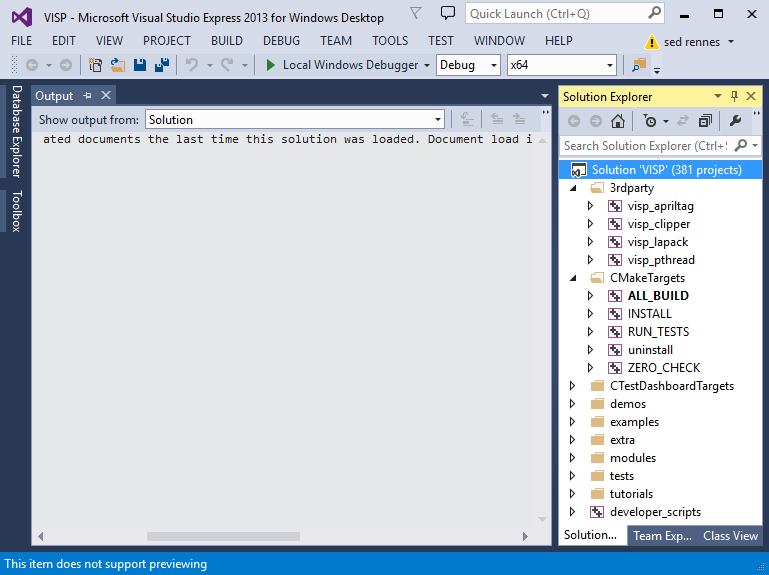 VISP - Microsoft Visual Studio Express 2013 for Windows Desktop
Quick Launch (Ctrl+Q)
FILE EDIT VIEW PROJECT BUILD DEBUG TEAM TOOLS TEST WINDOW HELP
sed rennes
Local Windows Debugger Debug x64
Database Explorer
Toolbox
Output
Show output from: Solution
ated documents the last time this solution was loaded. Document load i
Solution Explorer
Search Solution Explorer (Ctrl+;
Solution 'VISP' (381 projects)
3rdparty
visp_apriltag
visp_clipper
visp_lapack
visp_pthread
CMakeTargets
ALL_BUILD
INSTALL
RUN_TESTS
uninstall
ZERO_CHECK
CTestDashboardTargets
demos
examples
extra
modules
tests
tutorials
developer_scripts
Solution... Team Exp... Class View
This item does not support previewing